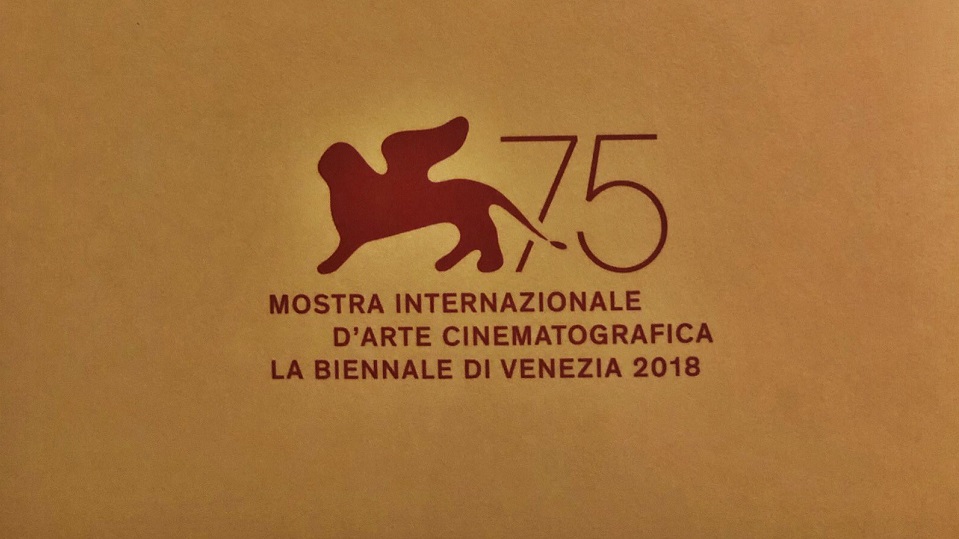 75
MOSTRA INTERNAZIONALE
D'ARTE CINEMATOGRAFICA
LA BIENNALE DI VENEZIA 2018